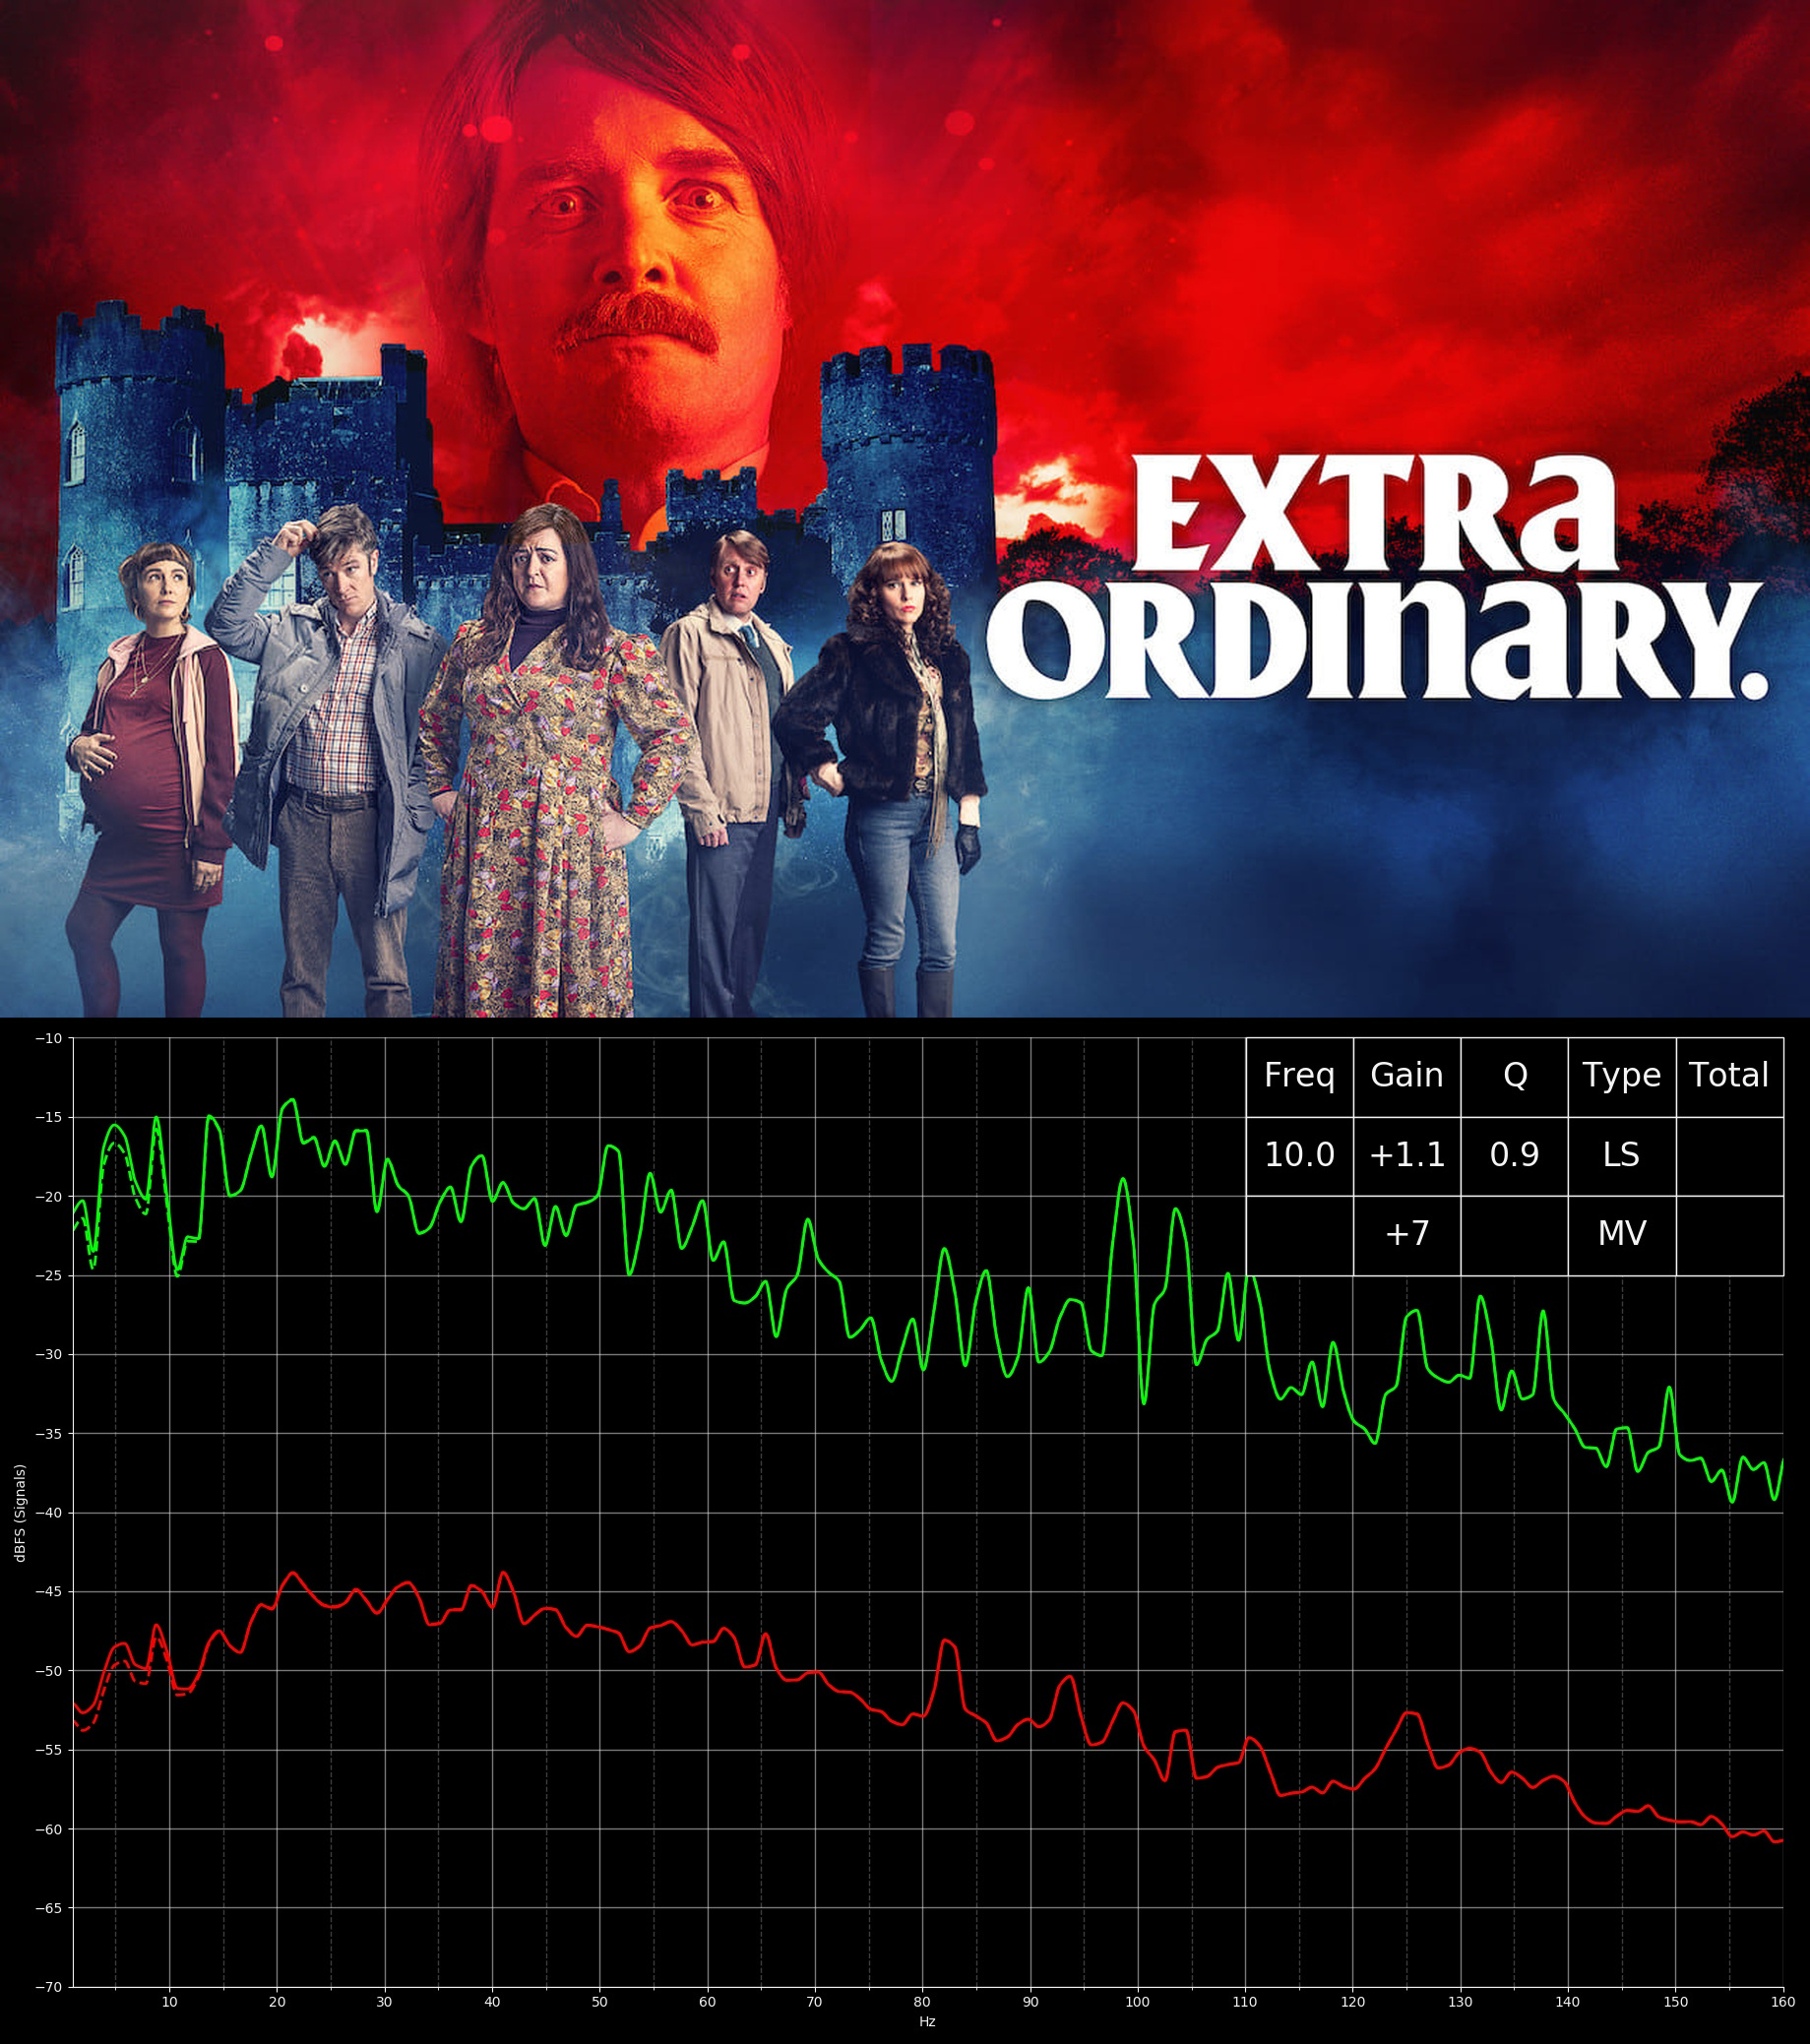 EXTRa
ORDINaRY.
Freq Gain Q Type Total
10.0 +1.1 0.9 LS
+7 MV
−10
−15
−20
−25
−30
−35
−40
−45
−50
−55
−60
−65
−70
dBFS (Signals)
10 20 30 40 50 60 70 80 90 100 110 120 130 140 150 160
Hz